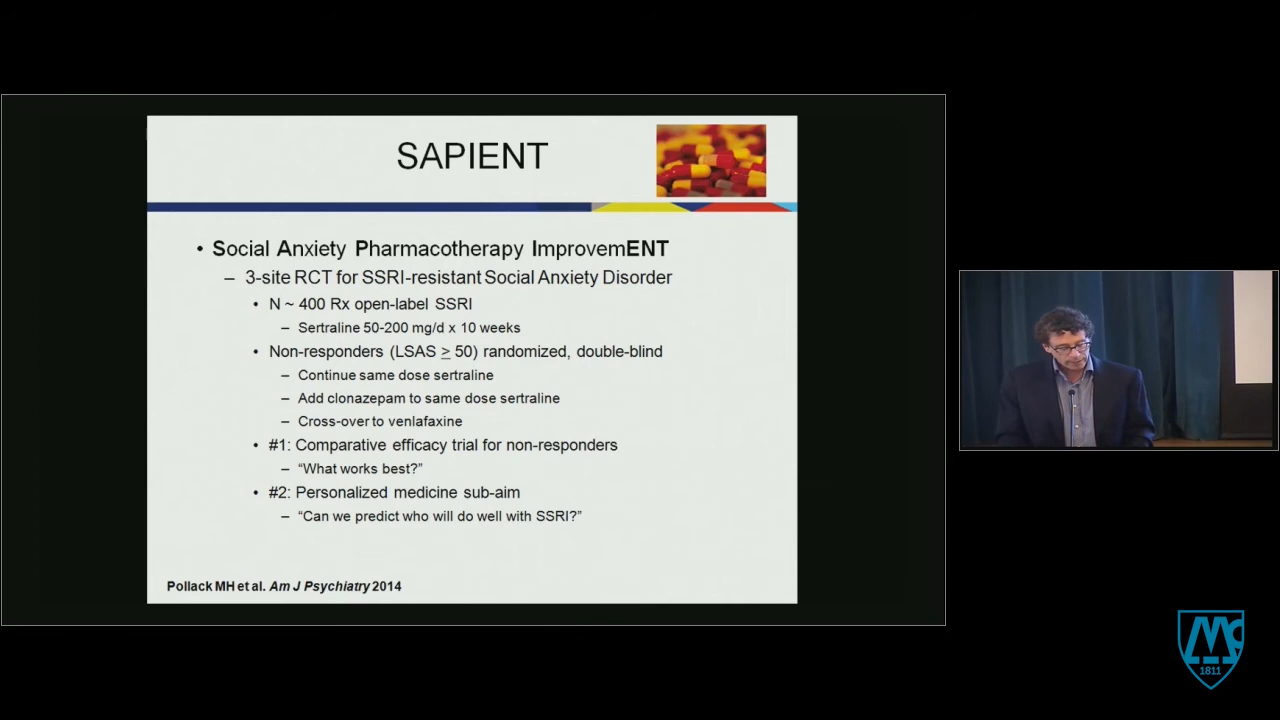 SAPIENT
• Social Anxiety Pharmacotherapy ImprovemENT
– 3-site RCT for SSRI-resistant Social Anxiety Disorder
• N ~ 400 Rx open-label SSRI
– Sertraline 50-200 mg/d x 10 weeks
• Non-responders (LSAS ≥ 50) randomized, double-blind
– Continue same dose sertraline
– Add clonazepam to same dose sertraline
– Cross-over to venlafaxine
• #1: Comparative efficacy trial for non-responders
– “What works best?”
• #2: Personalized medicine sub-aim
– “Can we predict who will do well with SSRI?”
Pollack MH et al. Am J Psychiatry 2014
Mc
1811